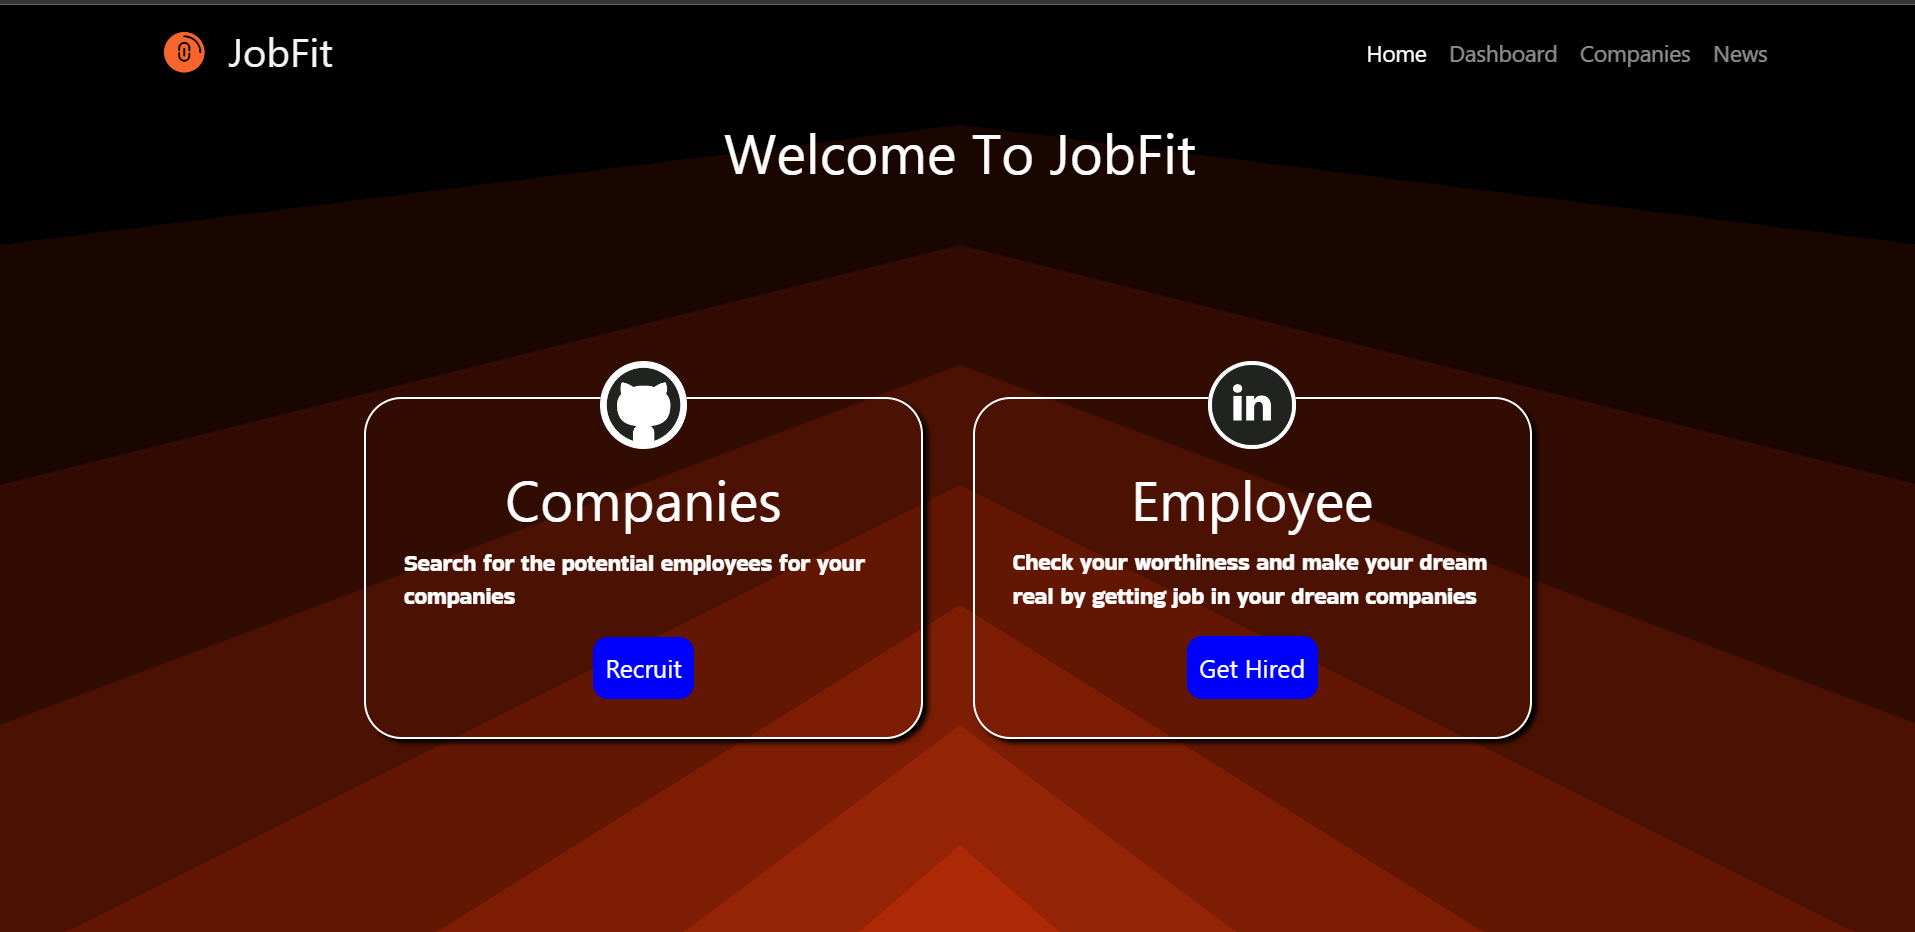 JobFit
Home Dashboard Companies News
Welcome To JobFit
in
Companies
Search for the potential employees for your
companies
Recruit
Employee
Check your worthiness and make your dream
real by getting job in your dream companies
Get Hired